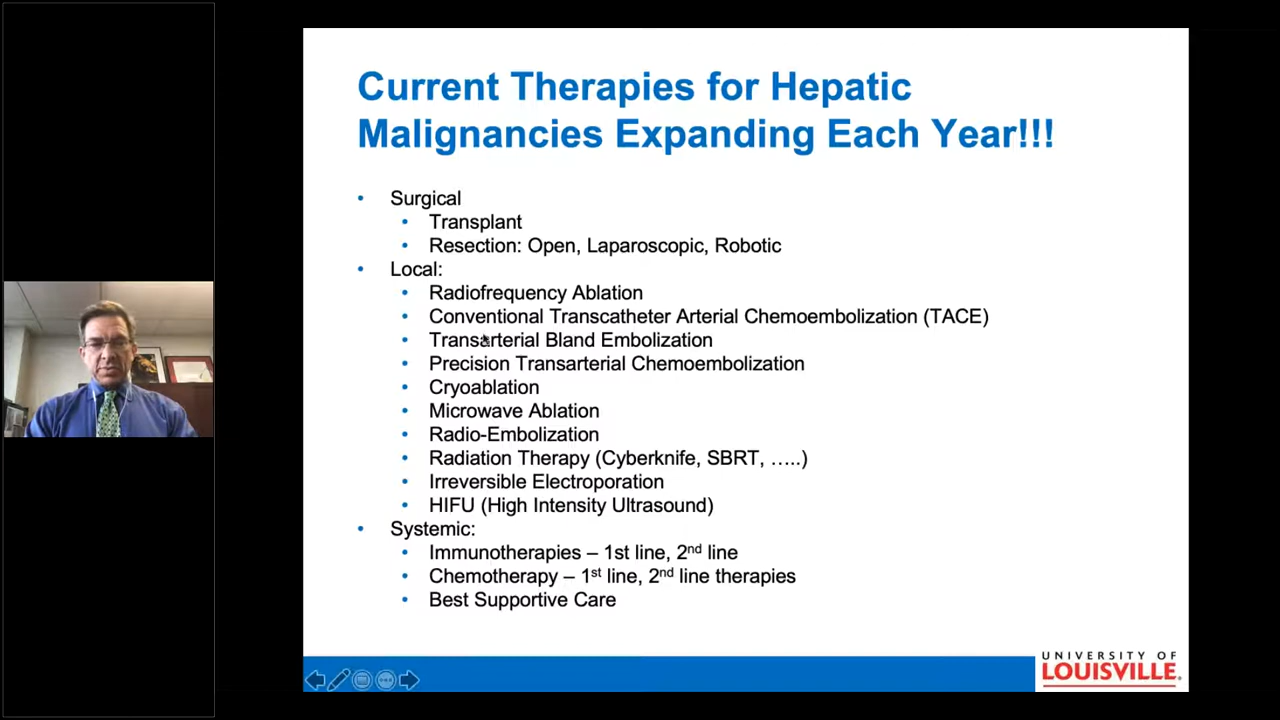 Current Therapies for Hepatic
Malignancies Expanding Each Year!!!
• Surgical
• Transplant
• Resection: Open, Laparoscopic, Robotic
• Local:
• Radiofrequency Ablation
• Conventional Transcatheter Arterial Chemoembolization (TACE)
• Transarterial Bland Embolization
• Precision Transarterial Chemoembolization
• Cryoablation
• Microwave Ablation
• Radio-Embolization
• Radiation Therapy (Cyberknife, SBRT, …..)
• Irreversible Electroporation
• HIFU (High Intensity Ultrasound)
• Systemic:
• Immunotherapies – 1st line, 2nd line
• Chemotherapy – 1st line, 2nd line therapies
• Best Supportive Care
UNIVERSITY OF
LOUISVILLE.